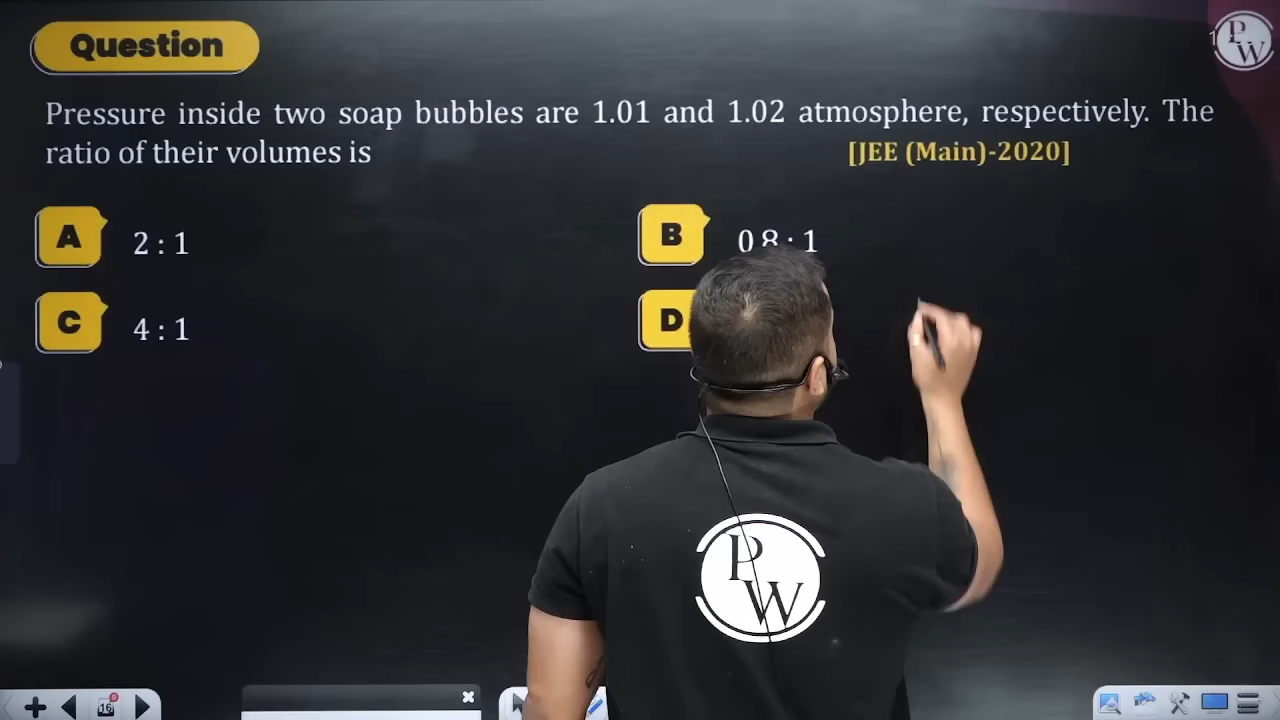 Question
Pressure inside two soap bubbles are 1.01 and 1.02 atmosphere, respectively. The
ratio of their volumes is
[JEE (Main)-2020]
A 2 : 1
B 0 8 : 1
C 4 : 1
D
P
W
P
W
16